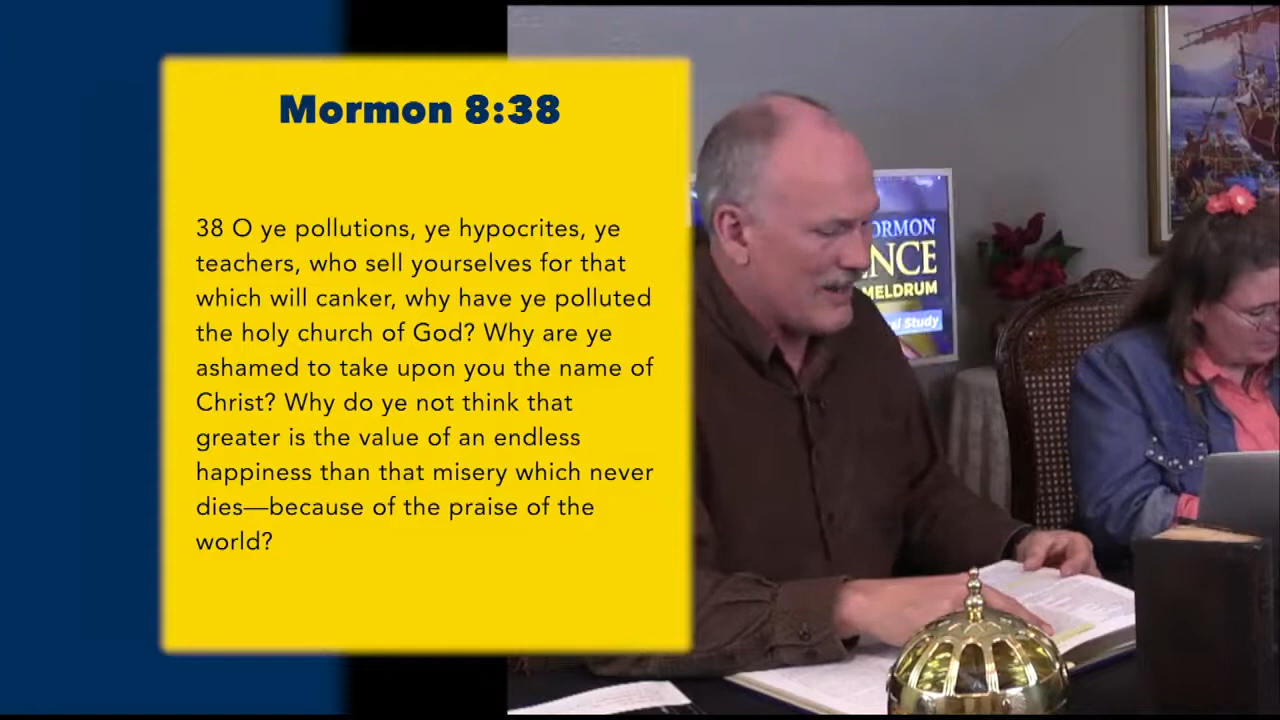 Mormon 8:38
38 O ye pollutions, ye hypocrites, ye
teachers, who sell yourselves for that
which will canker, why have ye polluted
the holy church of God? Why are ye
ashamed to take upon you the name of
Christ? Why do ye not think that
greater is the value of an endless
happiness than that misery which never
dies—because of the praise of the
world?
ORMON
ENCE
MELDRUM
al Study